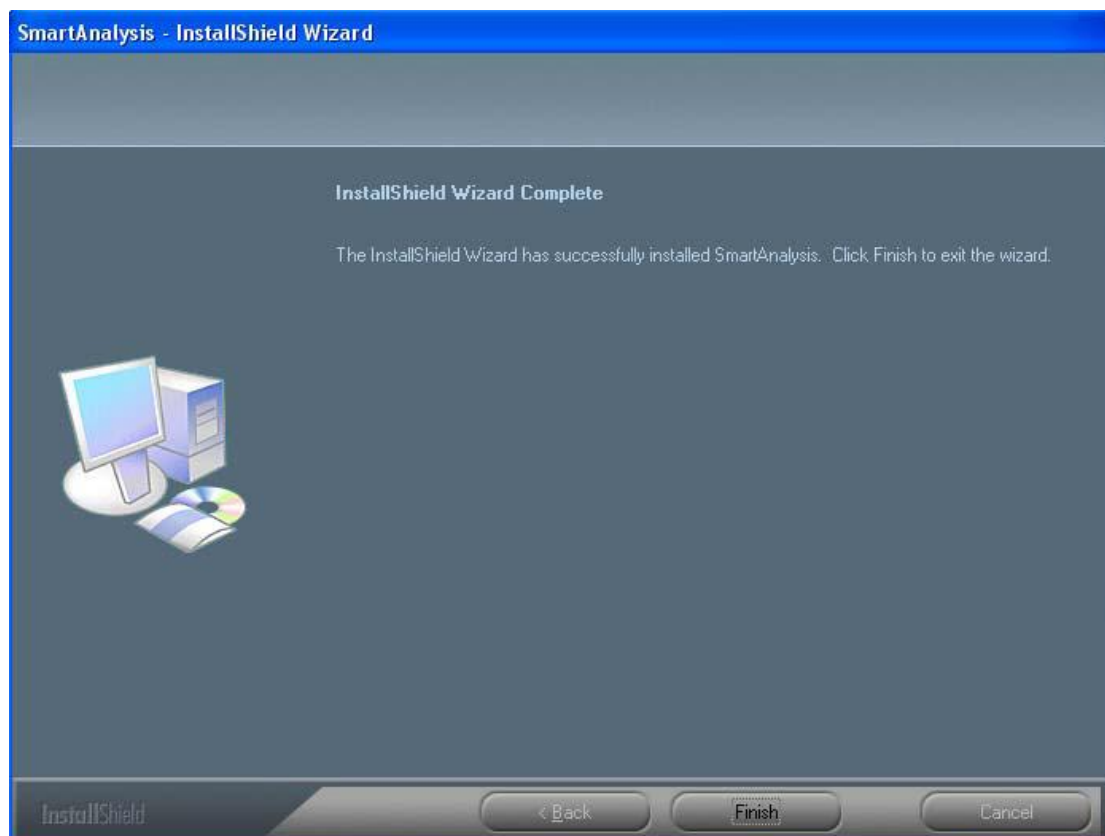 SmartAnalysis - InstallShield Wizard
InstallShield Wizard Complete
The InstallShield Wizard has successfully installed SmartAnalysis. Click Finish to exit the wizard.
InstallShield
< Back
Finish
Cancel